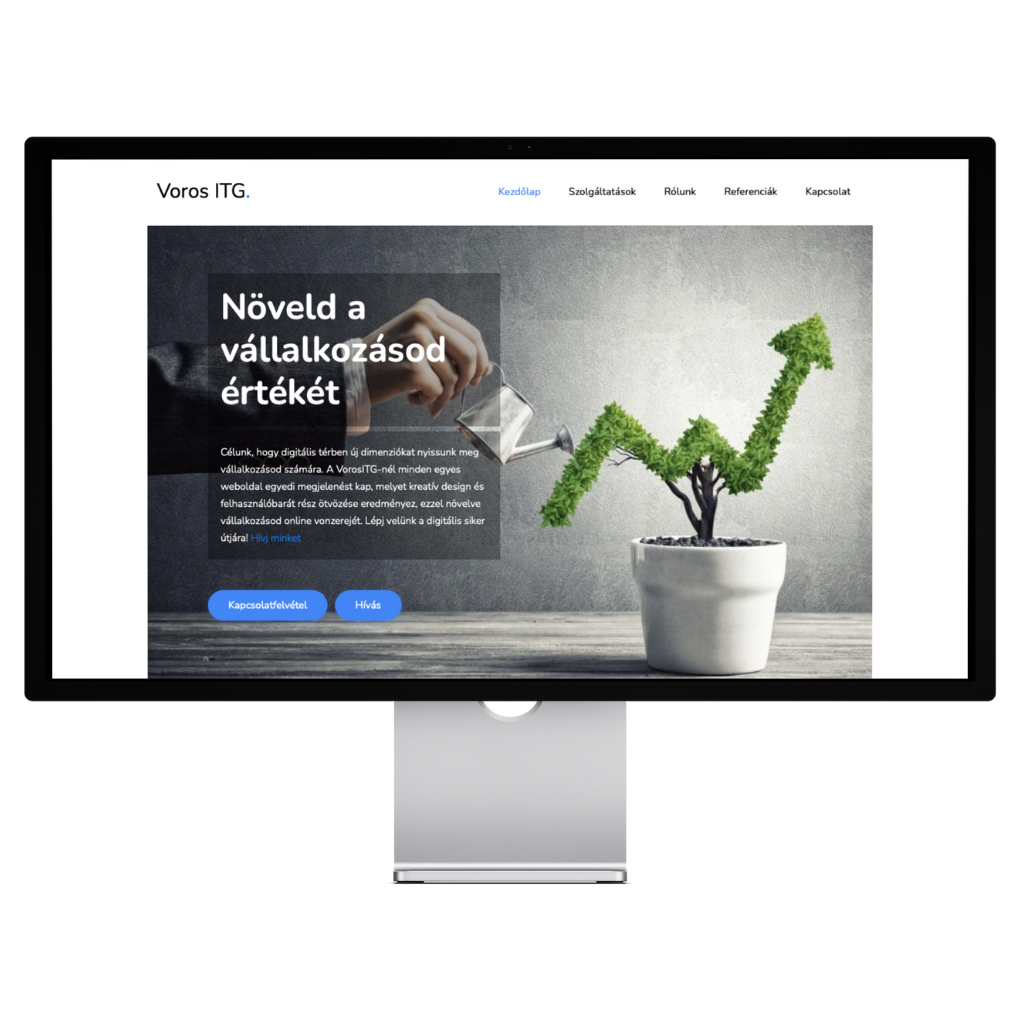 Voros ITG.
Kezdőlap Szolgáltatások Rólunk Referenciák Kapcsolat
Növeld a
vállalkozásod
értékét
Célunk, hogy digitális térben új dimenziókat nyissunk meg
vállalkozásod számára. A VorosITG-nél minden egyes
weboldal egyedi megjelenést kap, melyet kreatív design és
felhasználóbarát rész ötvözése eredményez, ezzel növelve
vállalkozásod online vonzerejét. Lépj velünk a digitális siker
útjára! Hívj minket
Kapcsolatfelvétel Hívás